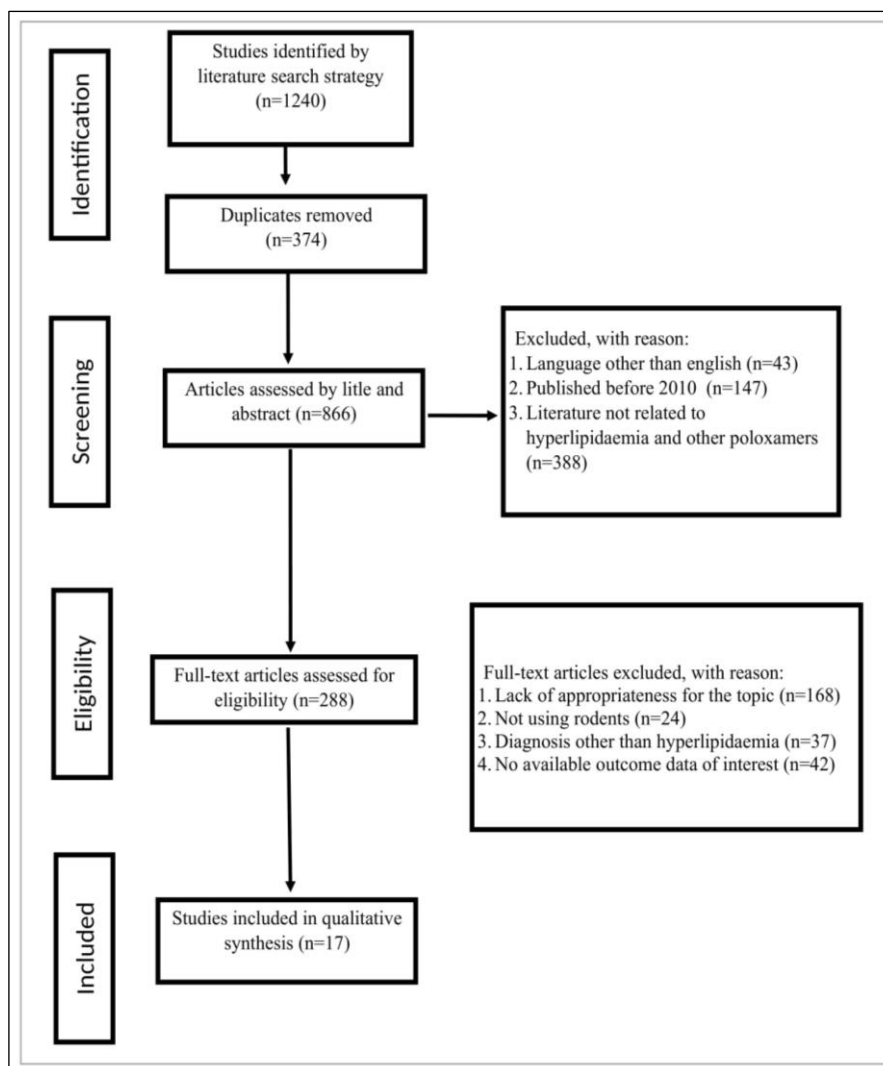 Identification
Studies identified by
literature search strategy
(n=1240)
Duplicates removed
(n=374)
Screening
Articles assessed by litle and
abstract (n=866)
Excluded, with reason:
1. Language other than english (n=43)
2. Published before 2010 (n=147)
3. Literature not related to
hyperlipidaemia and other poloxamers
(n=388)
Eligibility
Full-text articles assessed for
eligibility (n=288)
Full-text articles excluded, with reason:
1. Lack of appropriateness for the topic (n=168)
2. Not using rodents (n=24)
3. Diagnosis other than hyperlipidaemia (n=37)
4. No available outcome data of interest (n=42)
Included
Studies included in qualitative
synthesis (n=17)